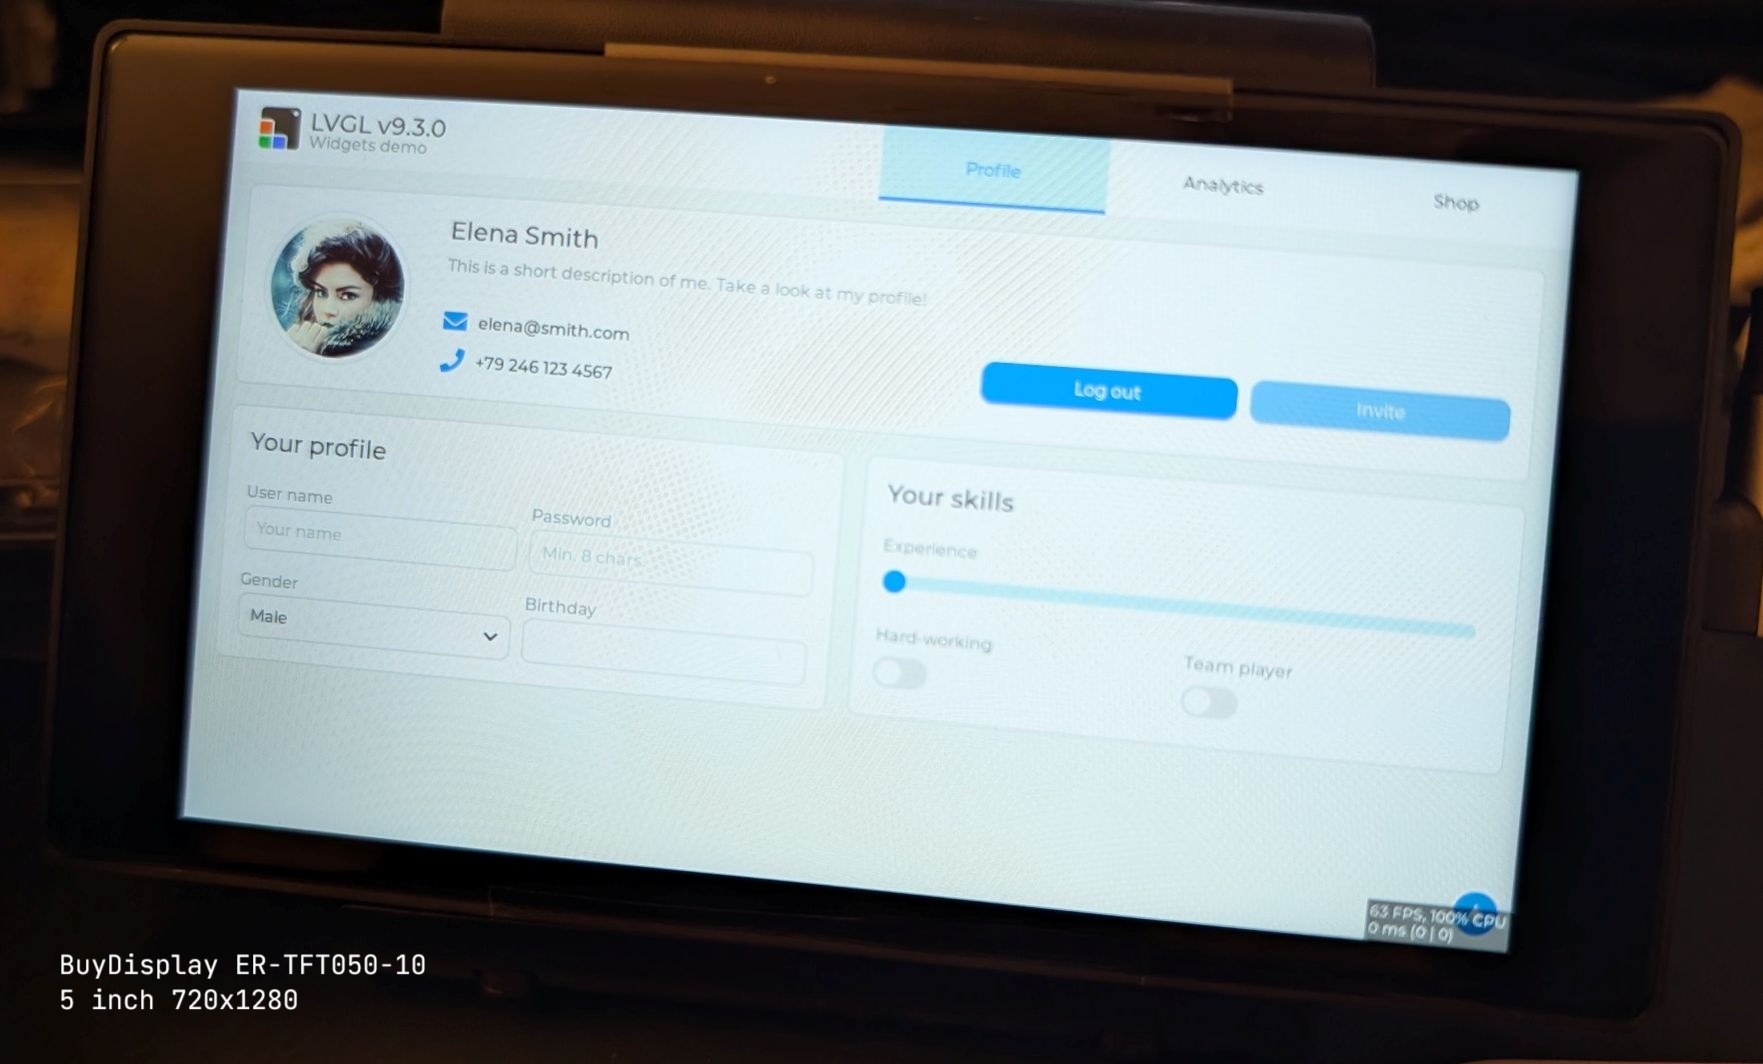 LVGL v9.3.0
Widgets demo
Profile
Analytics
Shop
Elena Smith
This is a short description of me. Take a look at my profile!
elena@smith.com
+79 246 123 4567
Log out
Invite
Your profile
User name
Password
Your name
Min. 8 chars.
Gender
Birthday
Male
Your skills
Experience
Hard-working
Team player
63 FPS, 100% CPU
0 ms (0 | 0)
BuyDisplay ER-TFT050-10
5 inch 720x1280